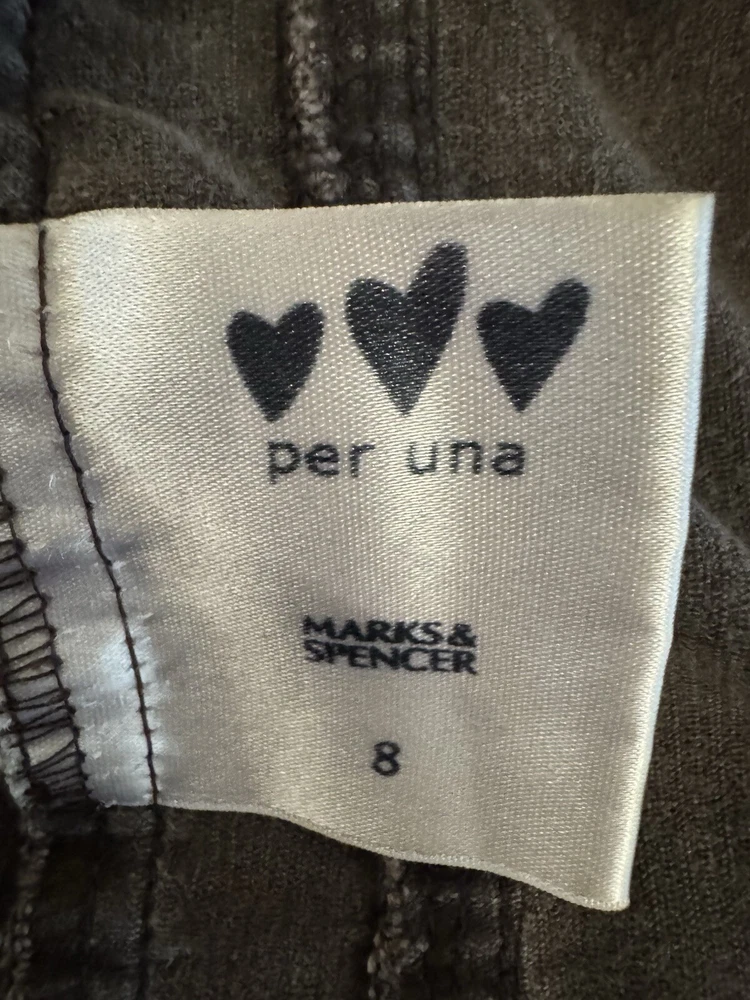 per una
MARKS&
SPENCER
8